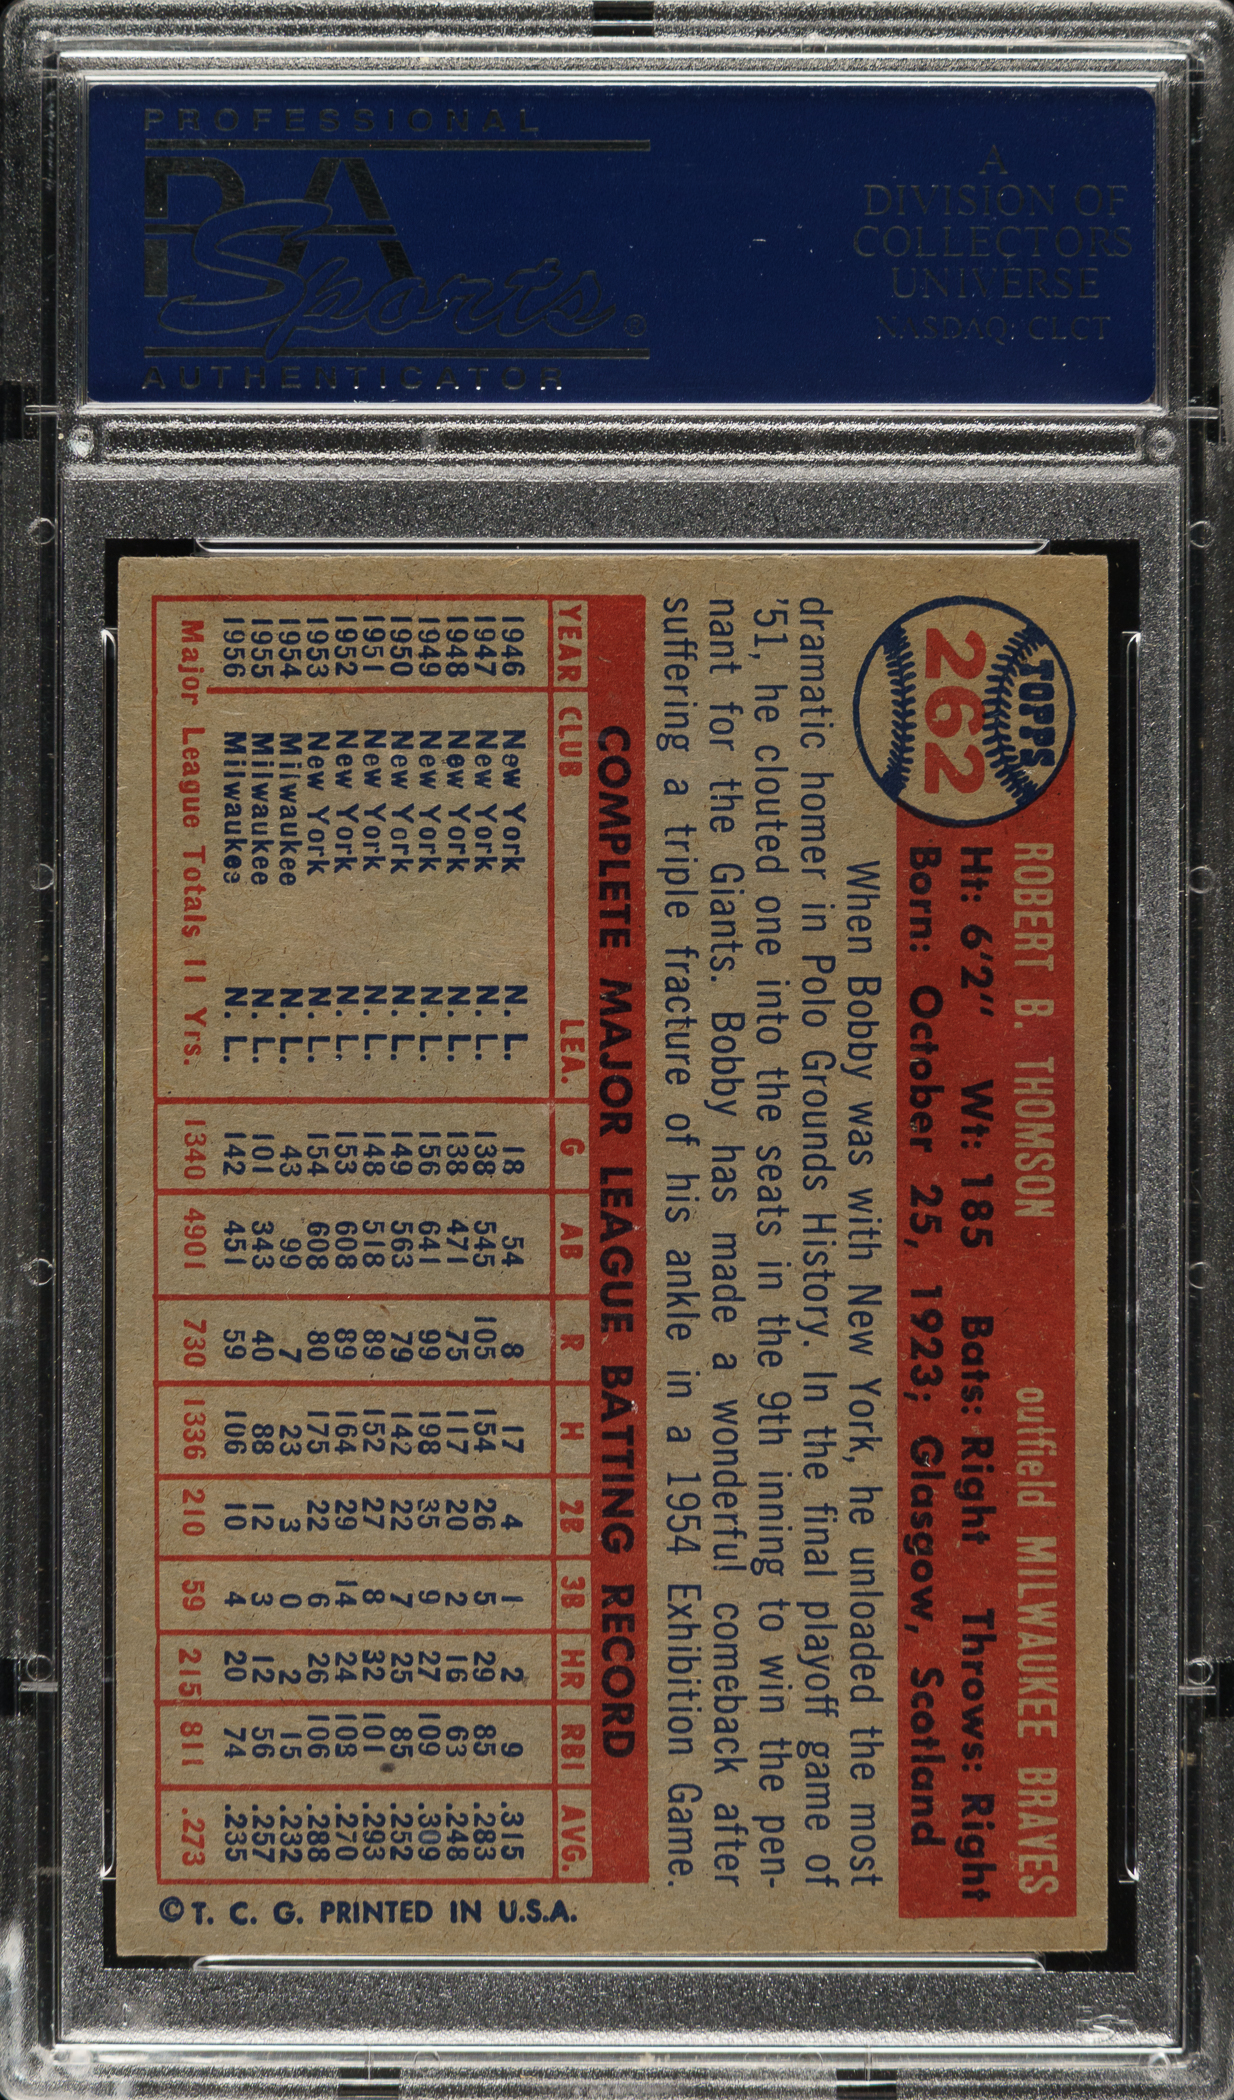 PROFESSIONAL
PSA
Sports®
AUTHENTICATOR
A
DIVISION OF
COLLECTORS
UNIVERSE
NASDAQ: CLCT
TOPPS
262
ROBERT B. THOMSON outfield MILWAUKEE BRAVES
Ht: 6'2" Wt: 185 Bats: Right Throws: Right
Born: October 25, 1923; Glasgow, Scotland
When Bobby was with New York, he unloaded the most
dramatic homer in Polo Grounds History. In the final playoff game of
'51, he clouted one into the seats in the 9th inning to win the pen-
nant for the Giants. Bobby has made a wonderful comeback after
suffering a triple fracture of his ankle in a 1954 Exhibition Game.
COMPLETE MAJOR LEAGUE BATTING RECORD
YEAR CLUB LEA. G AB R H 2B 3B HR RBI AVG.
1946 New York N. L. 18 54 8 17 4 1 2 9 .315
1947 New York N. L. 138 545 105 154 26 5 29 85 .283
1948 New York N. L. 138 471 75 117 20 2 16 63 .248
1949 New York N. L. 156 641 99 198 35 9 27 109 .309
1950 New York N. L. 149 563 79 142 22 7 25 85 .252
1951 New York N. L. 148 518 89 152 27 8 32 101 .293
1952 New York N. L. 153 608 89 164 29 14 24 108 .270
1953 New York N. L. 154 608 80 175 22 6 26 106 .288
1954 Milwaukee N. L. 43 99 7 23 3 0 2 15 .232
1955 Milwaukee N. L. 101 343 40 88 12 3 12 56 .257
1956 Milwaukee N. L. 142 451 59 106 10 4 20 74 .235
Major League Totals 11 Yrs. 1340 4901 730 1336 210 59 215 811 .273
© T. C. G. PRINTED IN U.S.A.